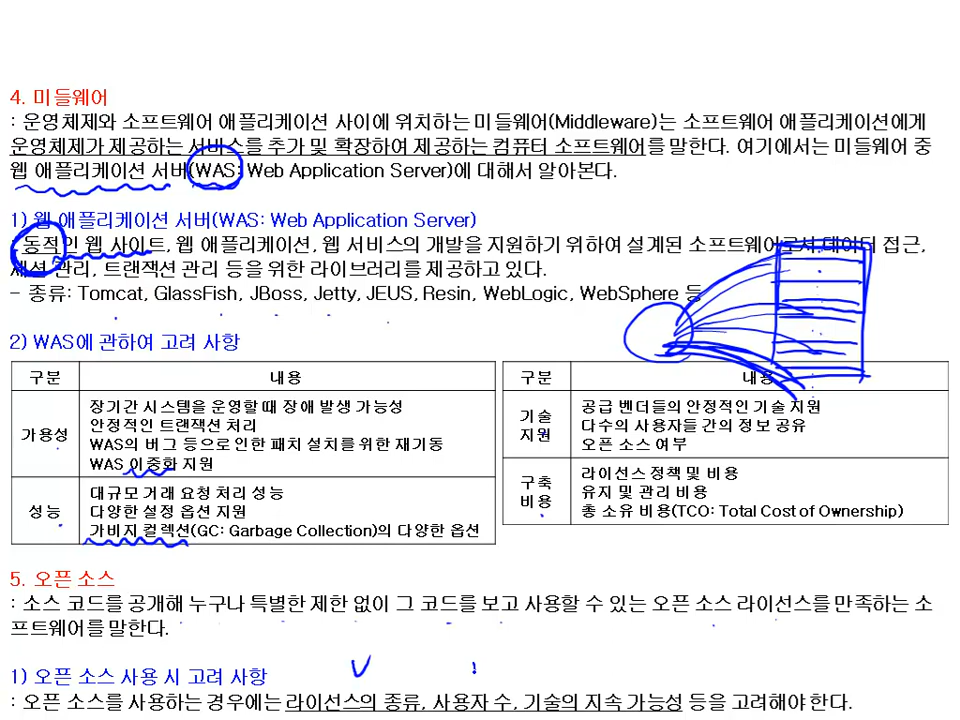 4. 미들웨어
: 운영체제와 소프트웨어 애플리케이션 사이에 위치하는 미들웨어(Middleware)는 소프트웨어 애플리케이션에게
운영체제가 제공하는 서비스를 추가 및 확장하여 제공하는 컴퓨터 소프트웨어를 말한다. 여기에서는 미들웨어 중
웹 애플리케이션 서버(WAS: Web Application Server)에 대해서 알아본다.
1) 웹 애플리케이션 서버(WAS: Web Application Server)
: 동적인 웹 사이트, 웹 애플리케이션, 웹 서비스의 개발을 지원하기 위하여 설계된 소프트웨어로서 데이터 접근,
세션 관리, 트랜잭션 관리 등을 위한 라이브러리를 제공하고 있다.
- 종류: Tomcat, GlassFish, JBoss, Jetty, JEUS, Resin, WebLogic, WebSphere 등
2) WAS에 관하여 고려 사항
구분 내용
가용성
장기간 시스템을 운영할 때 장애 발생 가능성
안정적인 트랜잭션 처리
WAS의 버그 등으로 인한 패치 설치를 위한 재기동
WAS 이중화 지원
성능
대규모 거래 요청 처리 성능
다양한 설정 옵션 지원
가비지 컬렉션(GC: Garbage Collection)의 다양한 옵션
구분 내용
기술
지원
공급 벤더들의 안정적인 기술 지원
다수의 사용자들 간의 정보 공유
오픈 소스 여부
구축
비용
라이선스 정책 및 비용
유지 및 관리 비용
총 소유 비용(TCO: Total Cost of Ownership)
5. 오픈 소스
: 소스 코드를 공개해 누구나 특별한 제한 없이 그 코드를 보고 사용할 수 있는 오픈 소스 라이선스를 만족하는 소
프트웨어를 말한다.
1) 오픈 소스 사용 시 고려 사항
: 오픈 소스를 사용하는 경우에는 라이선스의 종류, 사용자 수, 기술의 지속 가능성 등을 고려해야 한다.